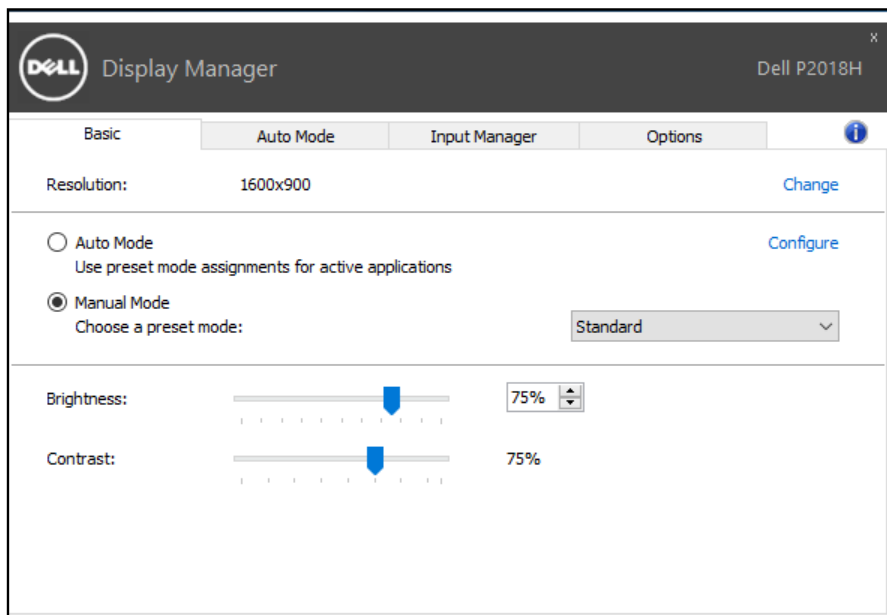 DELL Display Manager Dell P2018H x
Basic Auto Mode Input Manager Options i
Resolution: 1600x900 Change
Auto Mode Configure
Use preset mode assignments for active applications
Manual Mode
Choose a preset mode: Standard
Brightness: 75%
Contrast: 75%